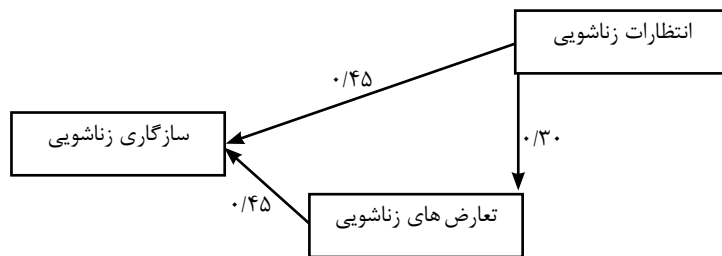 انتظارات زناشویی
۰/۴۵
سازگاری زناشویی
۰/۳۰
۰/۴۵
تعارض های زناشویی